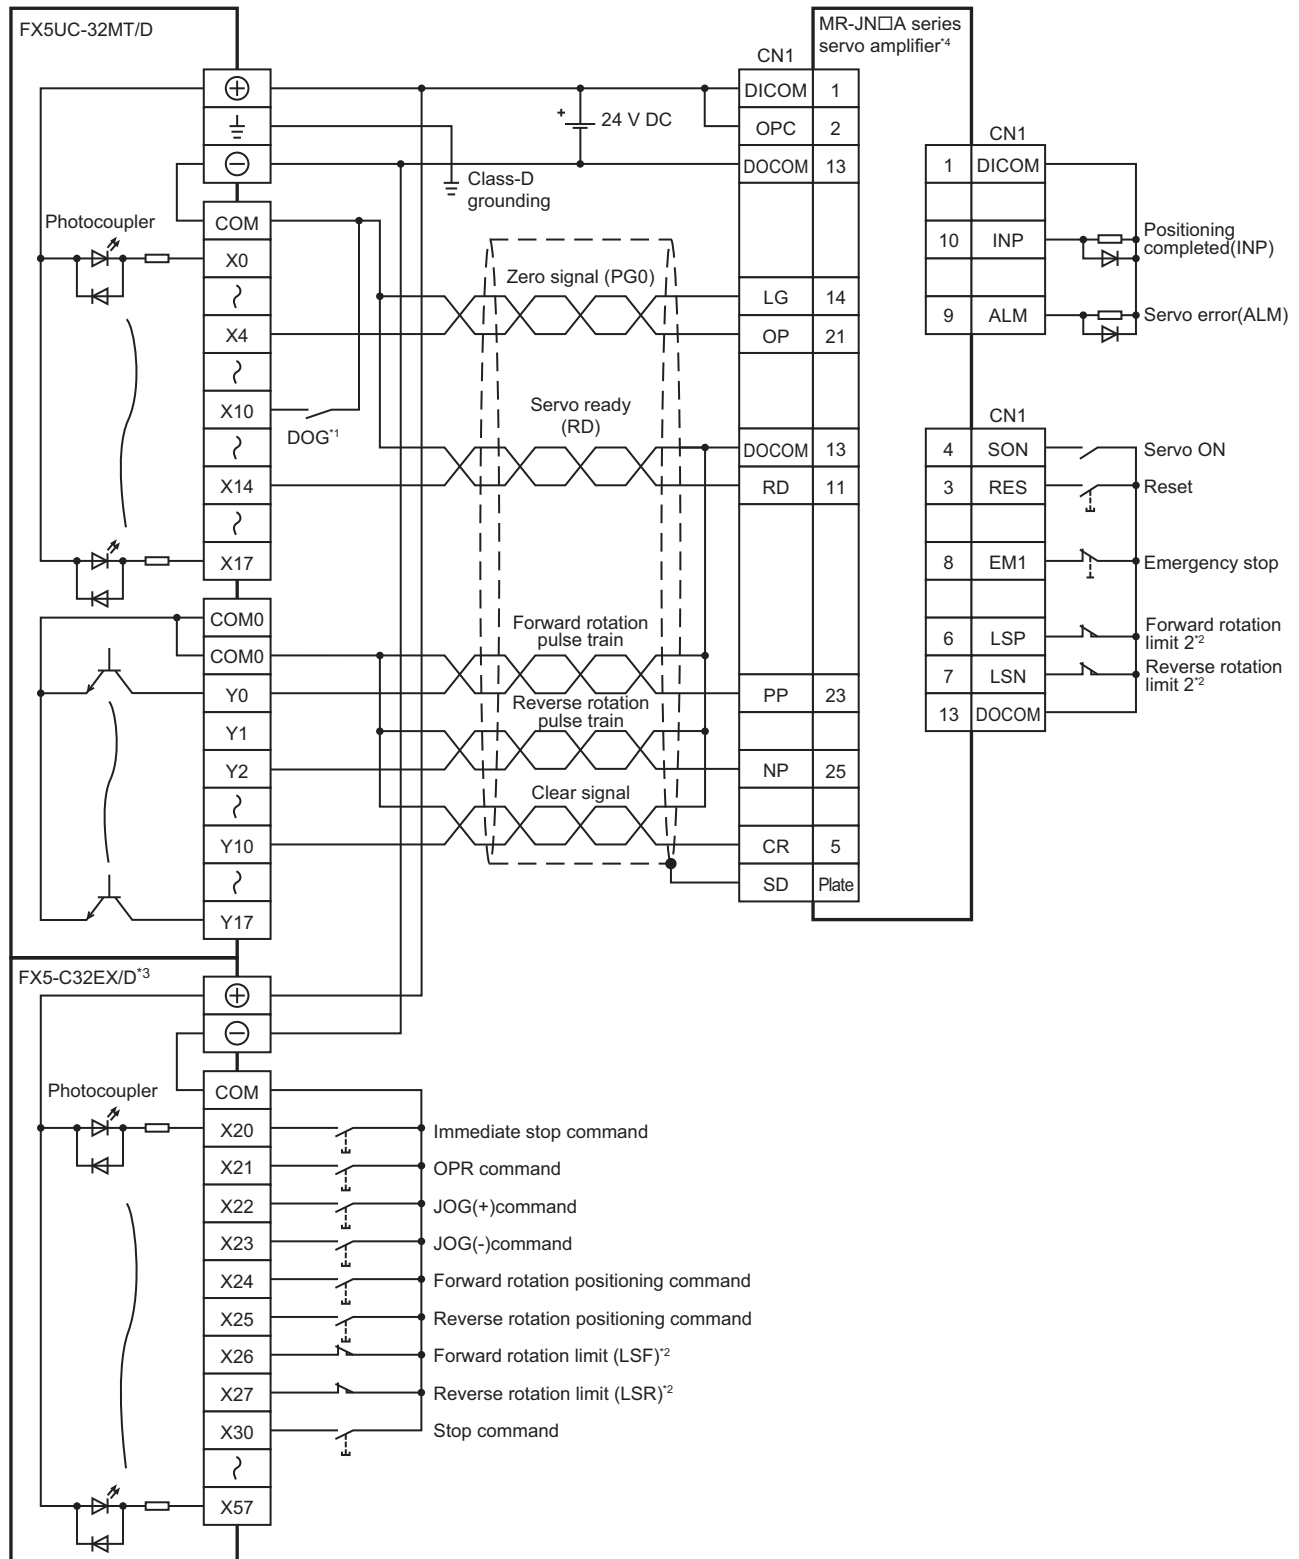 FX5UC-32MT/D
MR-JN□A series
servo amplifier*4
CN1
DICOM 1
24 V DC
OPC 2
DOCOM 13
Class-D
grounding
Photocoupler
COM
X0
Zero signal (PG0)
LG 14
X4
OP 21
X10
DOG*1
Servo ready
(RD)
DOCOM 13
X14
RD 11
X17
COM0
Forward rotation
pulse train
COM0
Y0
PP 23
Reverse rotation
pulse train
Y1
Y2
NP 25
Clear signal
Y10
CR 5
SD Plate
Y17
CN1
1 DICOM
10 INP
Positioning
completed(INP)
9 ALM Servo error(ALM)
CN1
4 SON Servo ON
3 RES Reset
8 EM1 Emergency stop
6 LSP
Forward rotation
limit 2*2
7 LSN
Reverse rotation
limit 2*2
13 DOCOM
FX5-C32EX/D*3
Photocoupler
COM
X20 Immediate stop command
X21 OPR command
X22 JOG(+)command
X23 JOG(-)command
X24 Forward rotation positioning command
X25 Reverse rotation positioning command
X26 Forward rotation limit (LSF)*2
X27 Reverse rotation limit (LSR)*2
X30 Stop command
X57